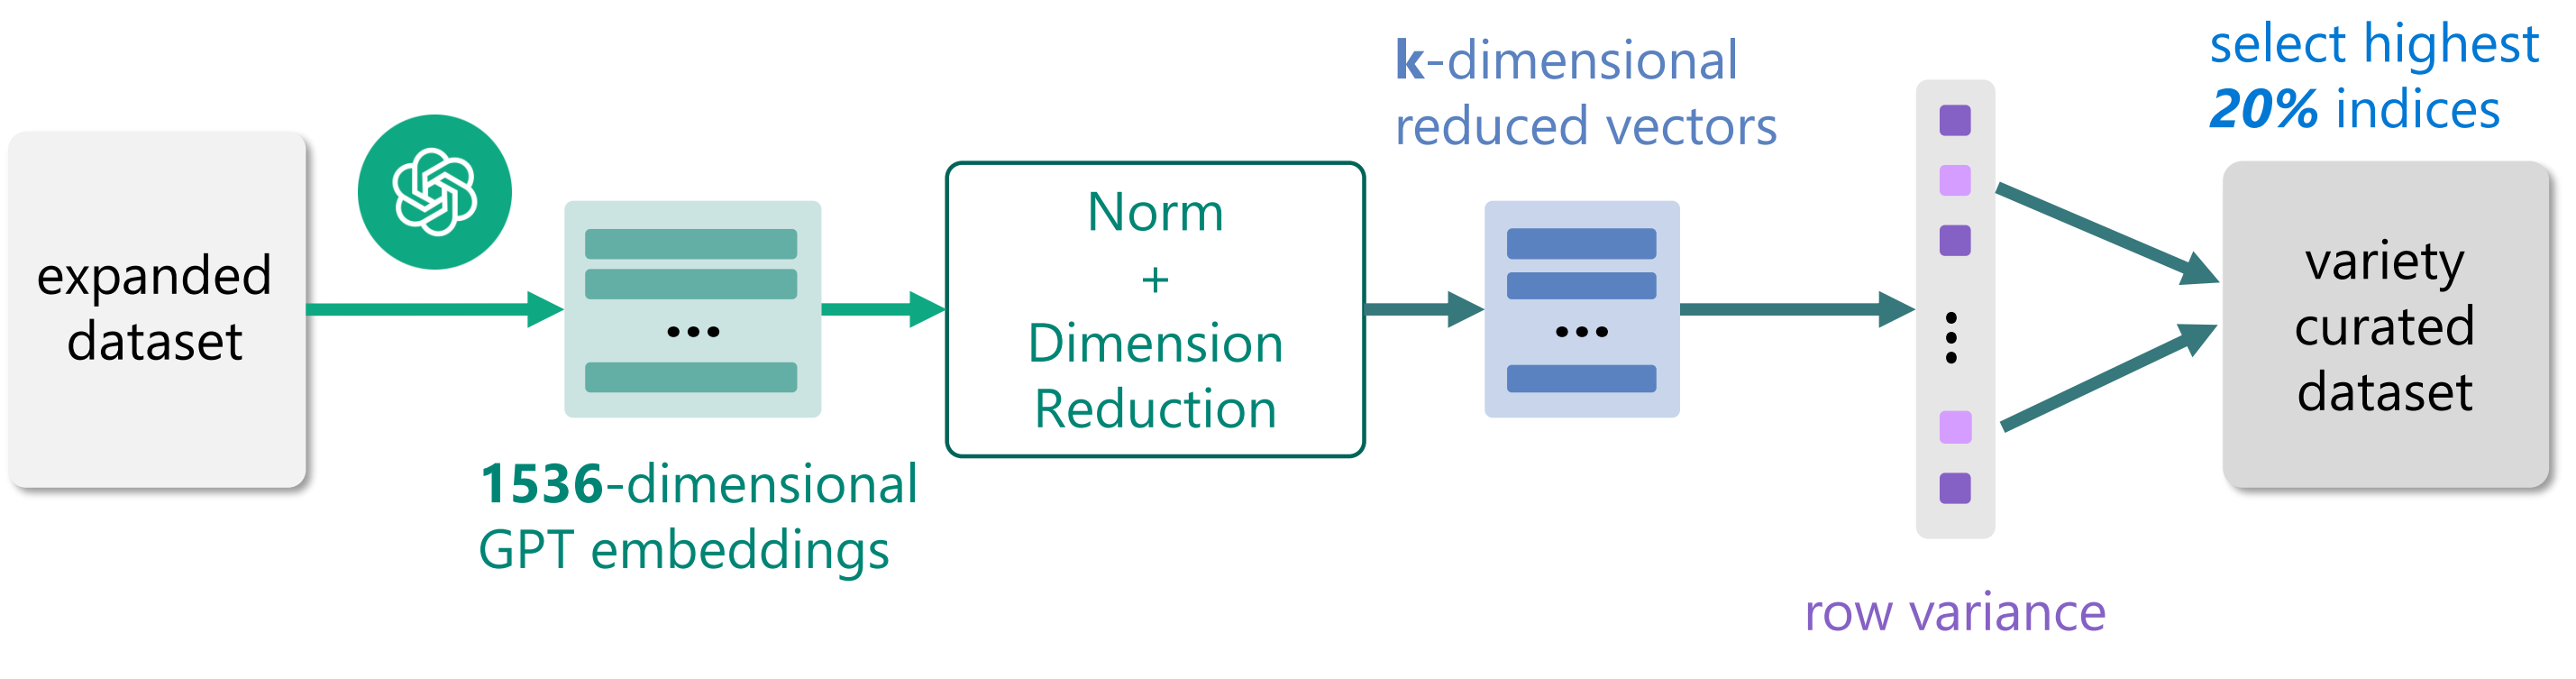 expanded
dataset
1536-dimensional
GPT embeddings
Norm
+
Dimension
Reduction
k-dimensional
reduced vectors
row variance
select highest
20% indices
variety
curated
dataset